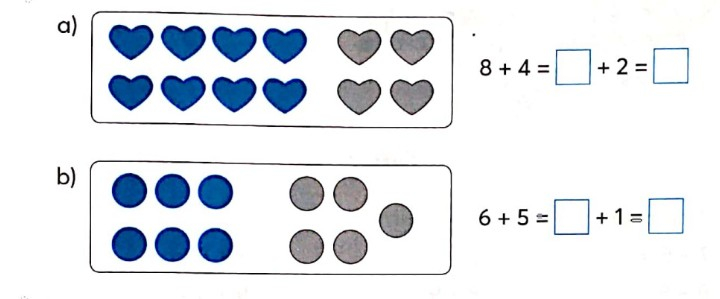 a)
8 + 4 = □ + 2 = □
b)
6 + 5 = □ + 1 = □